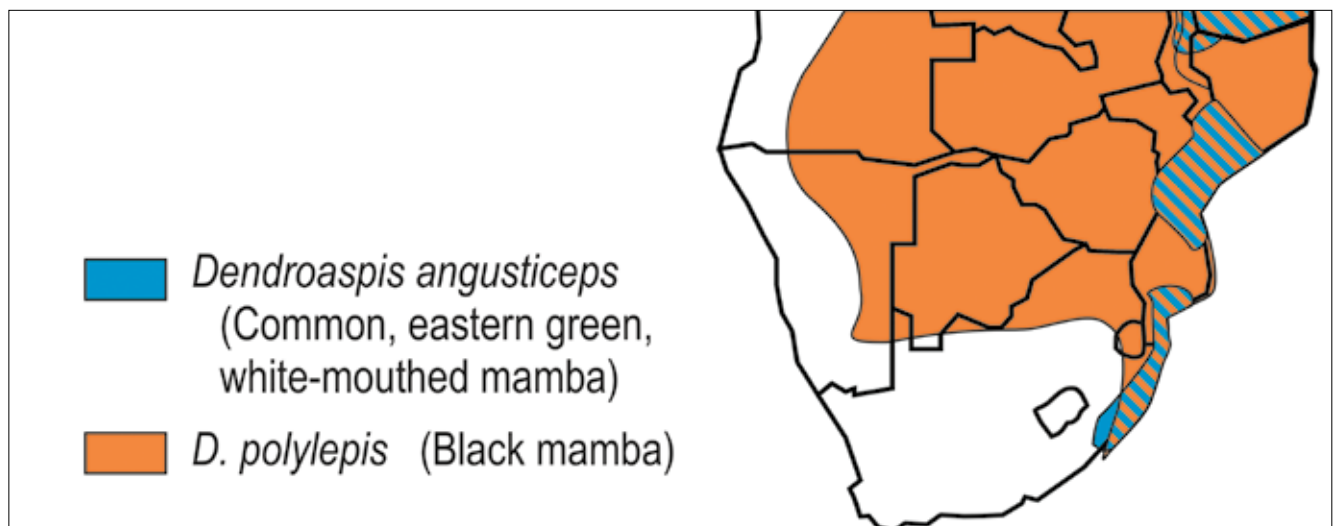 Dendroaspis angusticeps
(Common, eastern green,
white-mouthed mamba)
D. polylepis (Black mamba)